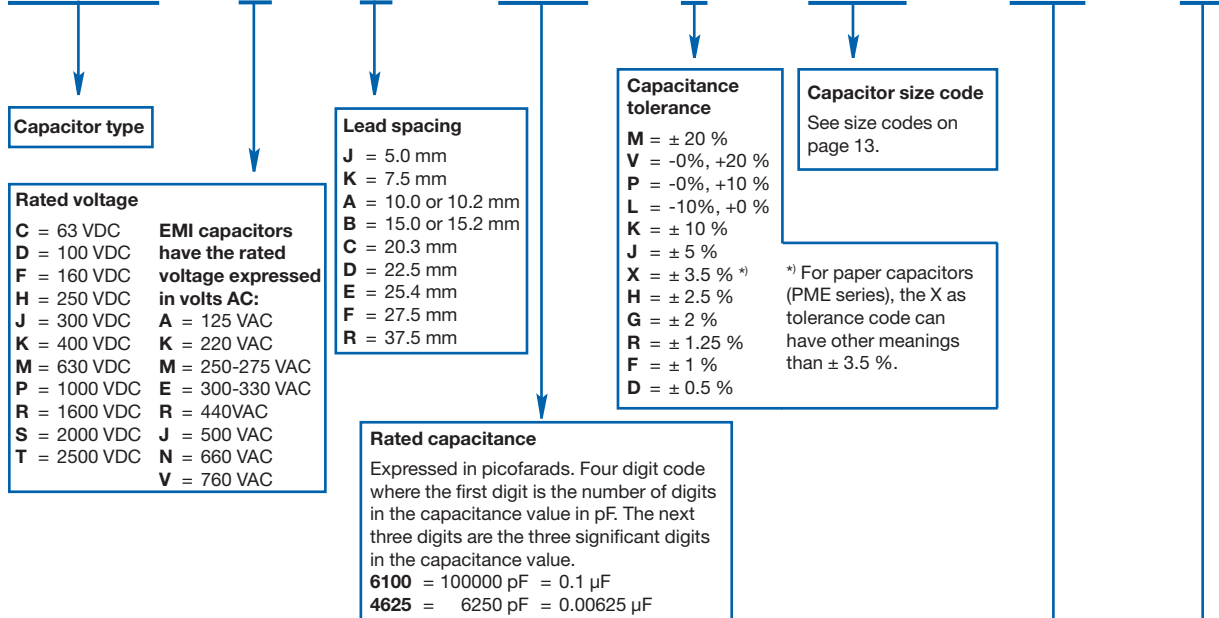 Capacitor type
Rated voltage
C = 63 VDC
D = 100 VDC
F = 160 VDC
H = 250 VDC
J = 300 VDC
K = 400 VDC
M = 630 VDC
P = 1000 VDC
R = 1600 VDC
S = 2000 VDC
T = 2500 VDC
EMI capacitors
have the rated
voltage expressed
in volts AC:
A = 125 VAC
K = 220 VAC
M = 250-275 VAC
E = 300-330 VAC
R = 440VAC
J = 500 VAC
N = 660 VAC
V = 760 VAC
Lead spacing
J = 5.0 mm
K = 7.5 mm
A = 10.0 or 10.2 mm
B = 15.0 or 15.2 mm
C = 20.3 mm
D = 22.5 mm
E = 25.4 mm
F = 27.5 mm
R = 37.5 mm
Rated capacitance
Expressed in picofarads. Four digit code
where the first digit is the number of digits
in the capacitance value in pF. The next
three digits are the three significant digits
in the capacitance value.
6100 = 100000 pF = 0.1 µF
4625 = 6250 pF = 0.00625 µF
Capacitance
tolerance
M = ± 20 %
V = -0%, +20 %
P = -0%, +10 %
L = -10%, +0 %
K = ± 10 %
J = ± 5 %
X = ± 3.5 % *)
H = ± 2.5 %
G = ± 2 %
R = ± 1.25 %
F = ± 1 %
D = ± 0.5 %
*) For paper capacitors
(PME series), the X as
tolerance code can
have other meanings
than ± 3.5 %.
Capacitor size code
See size codes on
page 13.